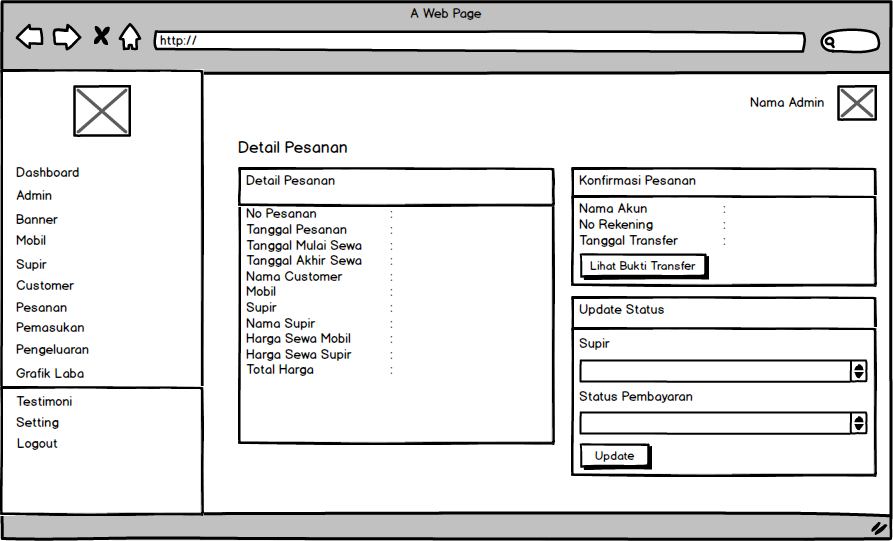 A Web Page
http://
Nama Admin
Dashboard
Admin
Banner
Mobil
Supir
Customer
Pesanan
Pemasukan
Pengeluaran
Grafik Laba
Testimoni
Setting
Logout
Detail Pesanan
Detail Pesanan
No Pesanan :
Tanggal Pesanan :
Tanggal Mulai Sewa :
Tanggal Akhir Sewa :
Nama Customer :
Mobil :
Supir :
Nama Supir :
Harga Sewa Mobil :
Harga Sewa Supir :
Total Harga :
Konfirmasi Pesanan
Nama Akun :
No Rekening :
Tanggal Transfer :
Lihat Bukti Transfer
Update Status
Supir
Status Pembayaran
Update